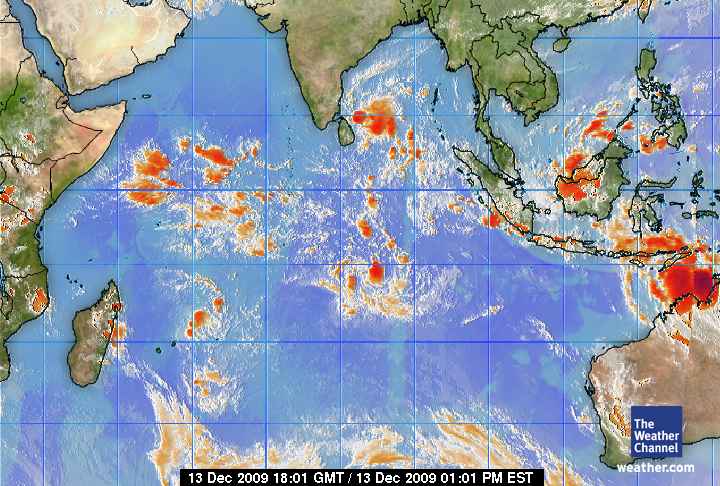 The
Weather
Channel
weather.com
13 Dec 2009 18:01 GMT / 13 Dec 2009 01:01 PM EST